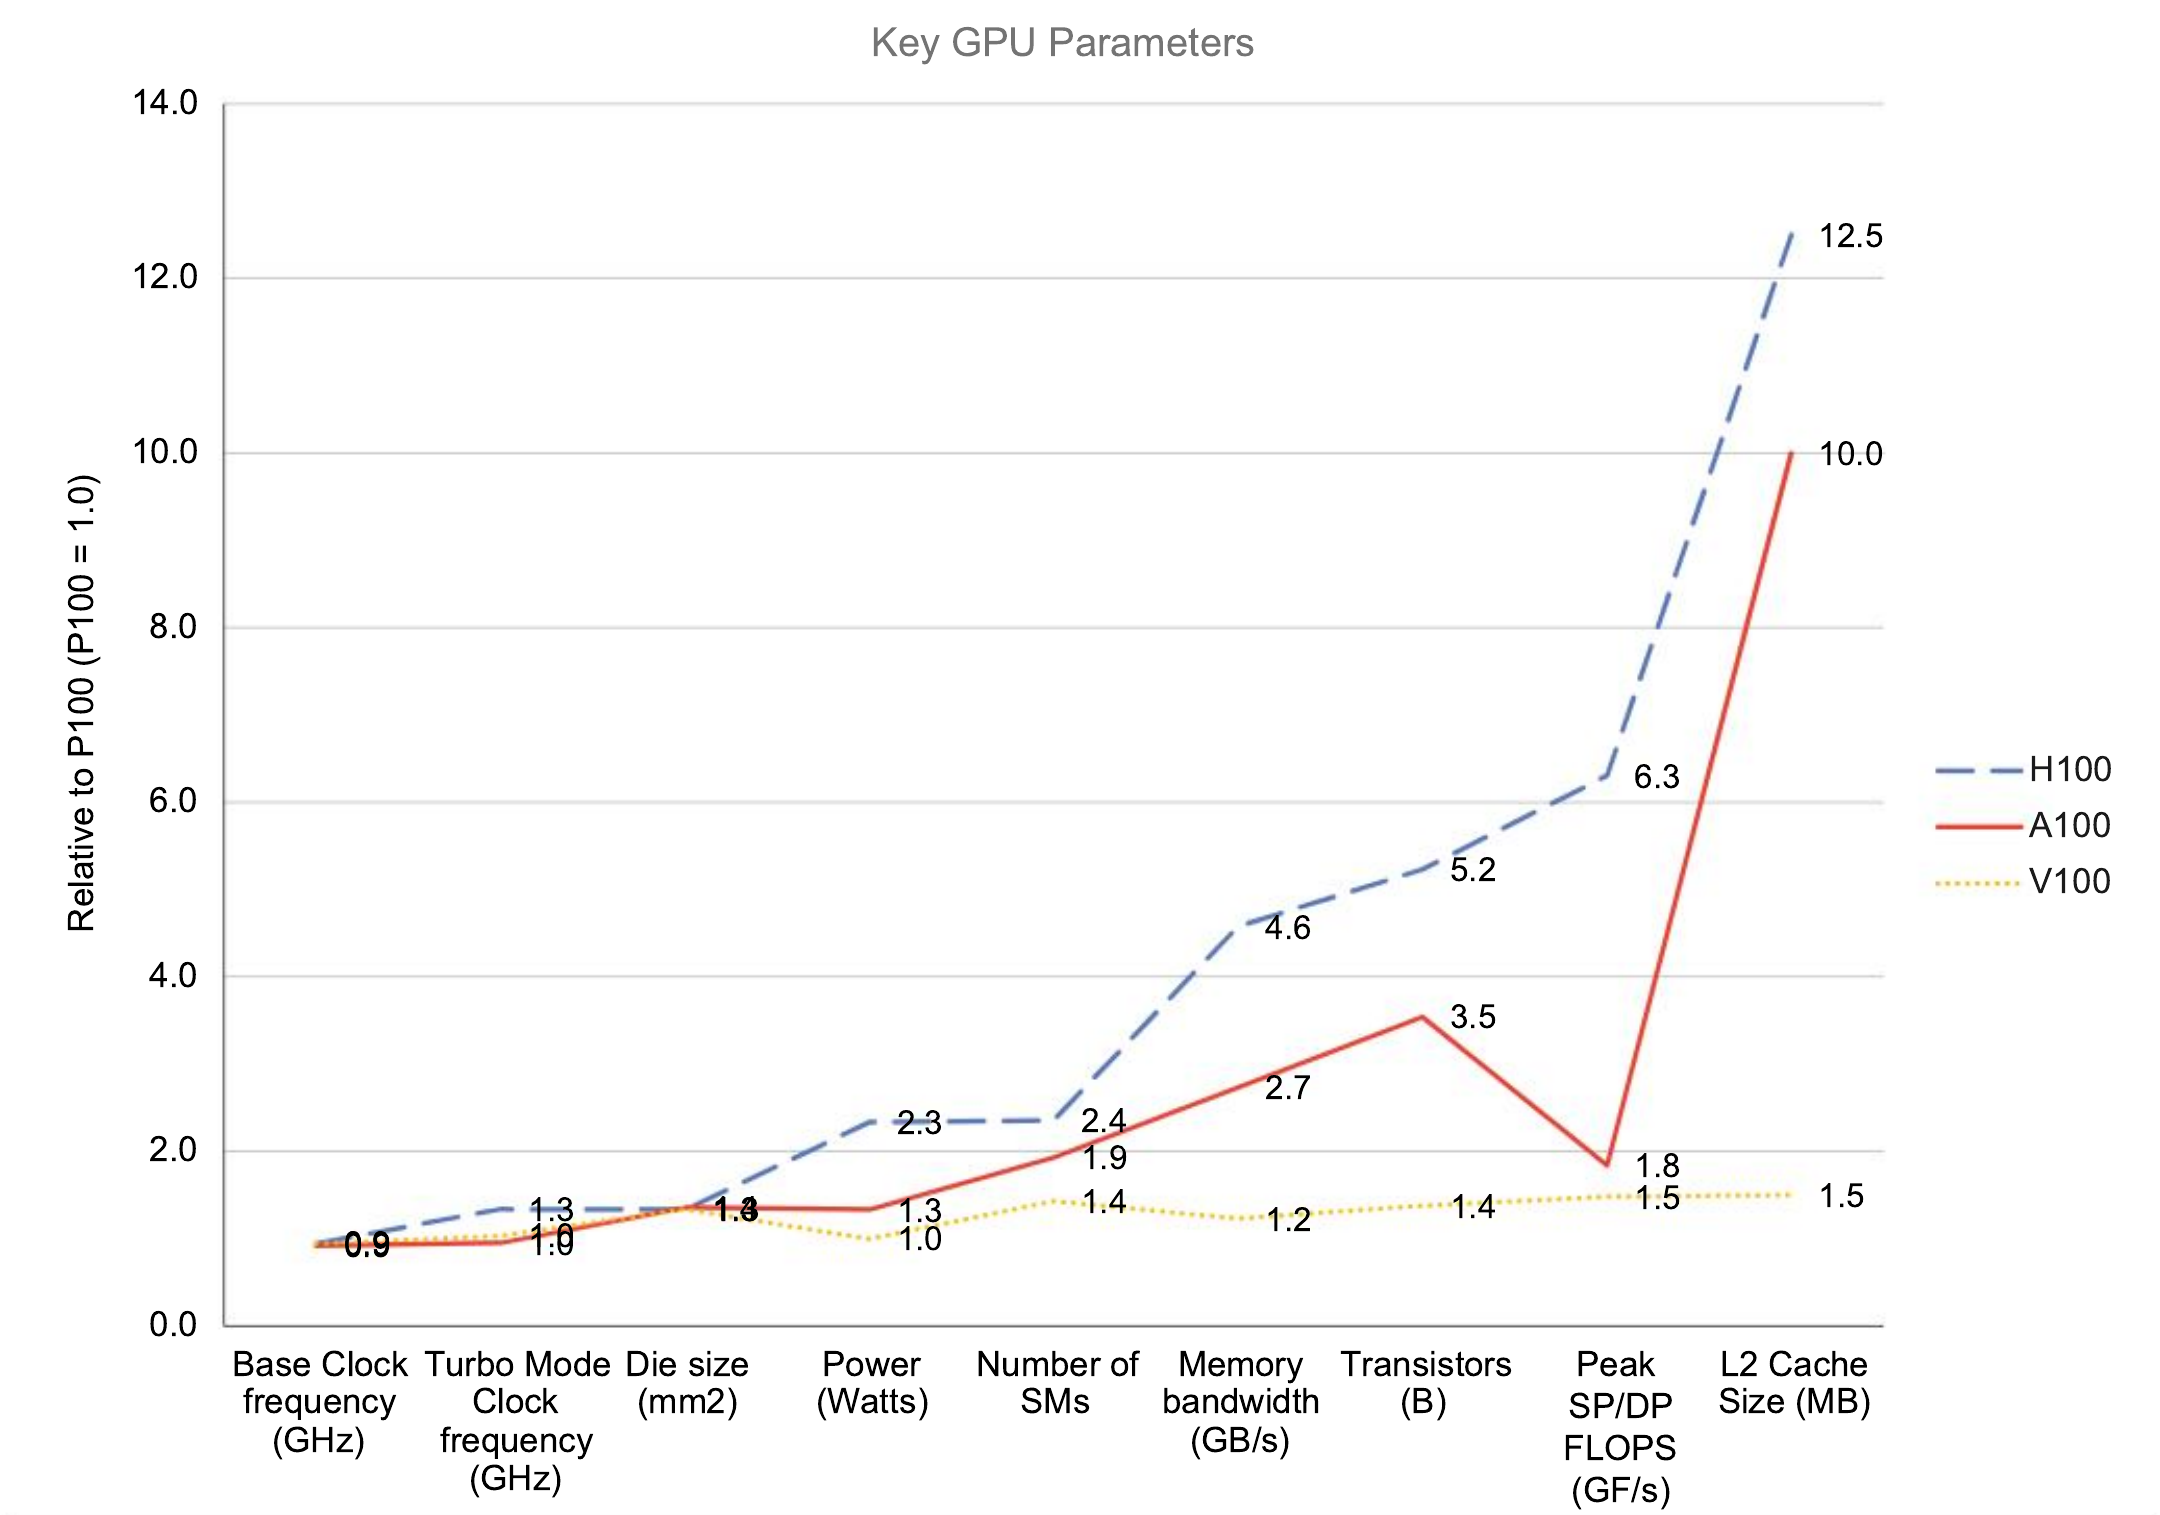 Key GPU Parameters
14.0
12.0
10.0
8.0
6.0
4.0
2.0
0.0
Relative to P100 (P100 = 1.0)
12.5
10.0
6.3
5.2
4.6
3.5
2.7
2.3
2.4
1.9
1.8
1.5
1.5
1.4
1.4
1.2
1.3
1.0
1.3
1.0
1.0
1.3
0.9
H100
A100
V100
Base Clock
frequency
(GHz)
Turbo Mode
Clock
frequency
(GHz)
Die size
(mm2)
Power
(Watts)
Number of
SMs
Memory
bandwidth
(GB/s)
Transistors
(B)
Peak
SP/DP
FLOPS
(GF/s)
L2 Cache
Size (MB)